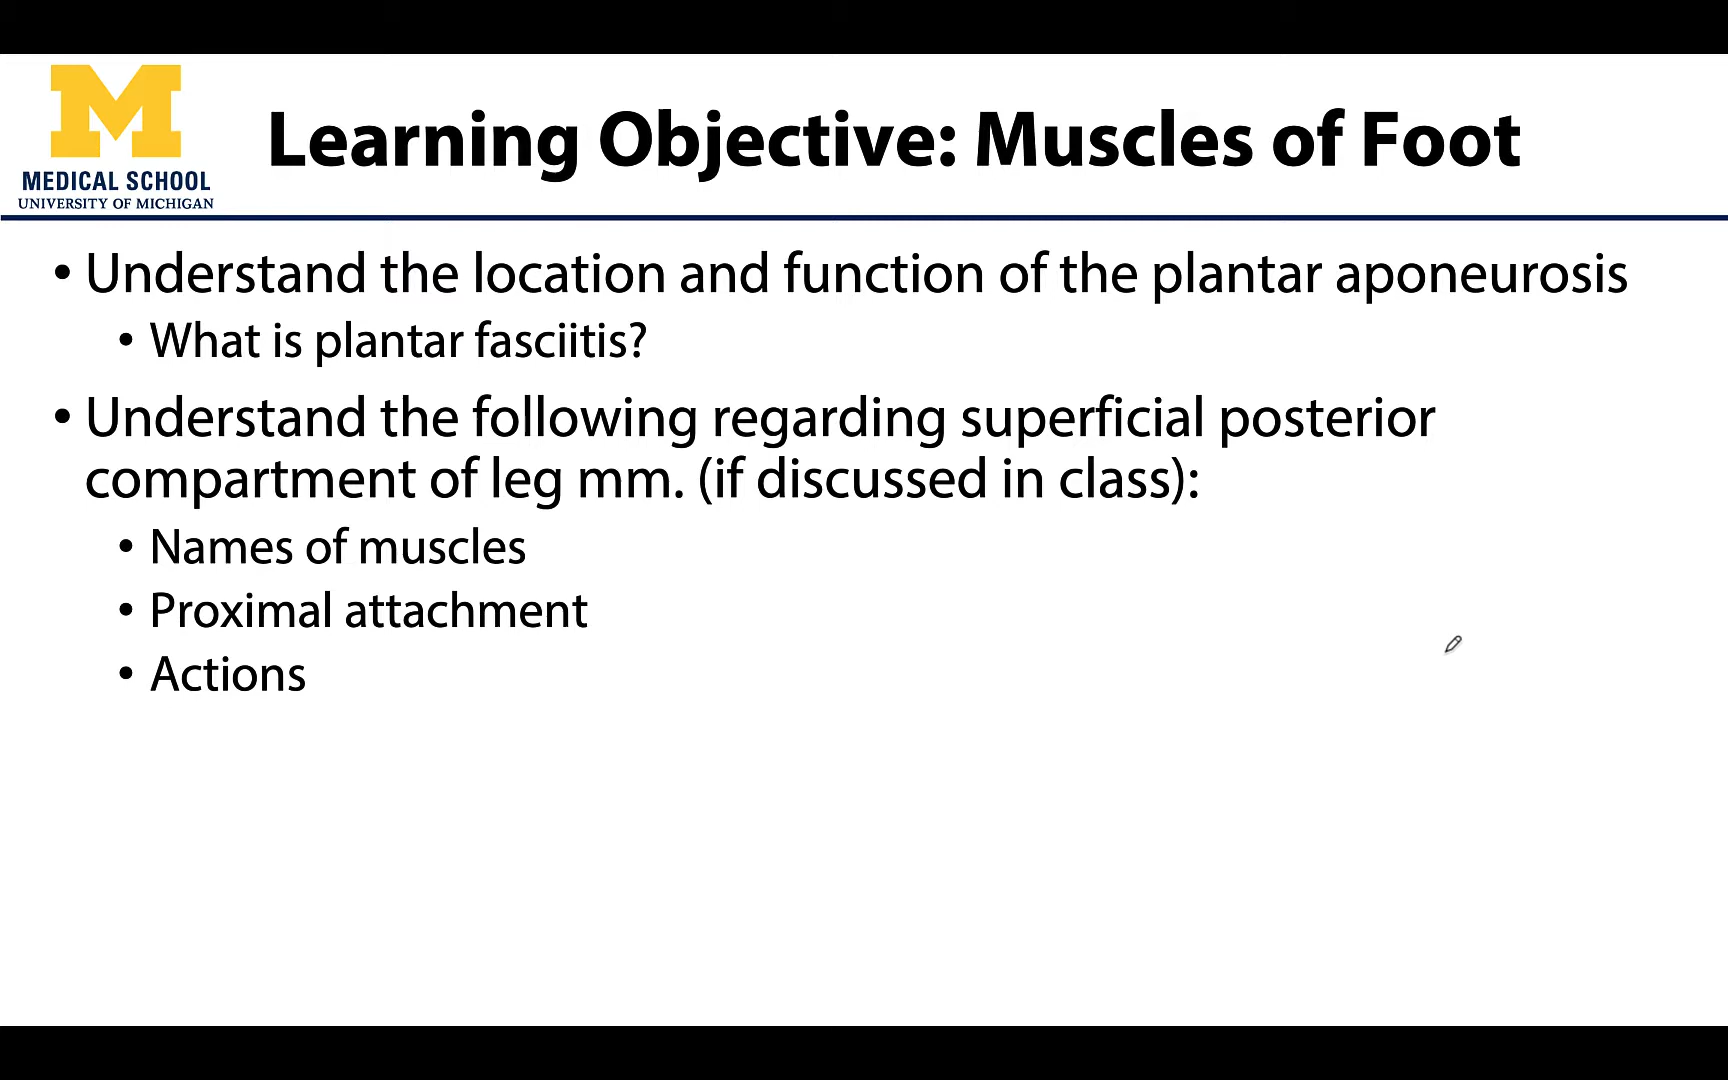 M
MEDICAL SCHOOL
UNIVERSITY OF MICHIGAN
Learning Objective: Muscles of Foot
• Understand the location and function of the plantar aponeurosis
• What is plantar fasciitis?
• Understand the following regarding superficial posterior
compartment of leg mm. (if discussed in class):
• Names of muscles
• Proximal attachment
• Actions